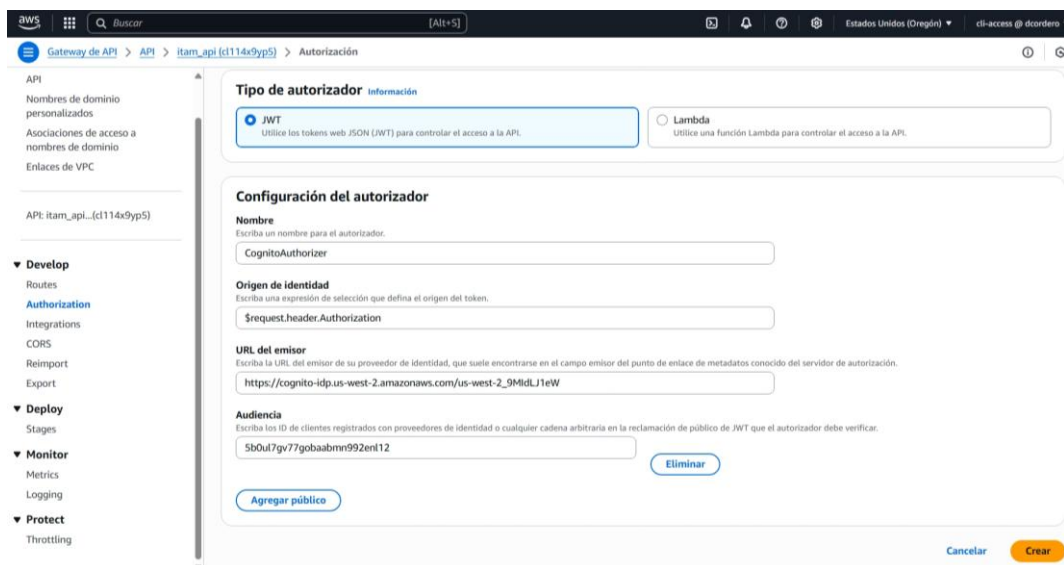 aws
Buscar
[Alt+S]
Estados Unidos (Oregón)
cli-access @ dcordero
Gateway de API > API > itam_api (cl114x9yp5) > Autorización
API
Nombres de dominio
personalizados
Asociaciones de acceso a
nombres de dominio
Enlaces de VPC
API: itam_api...(cl114x9yp5)
Develop
Routes
Authorization
Integrations
CORS
Reimport
Export
Deploy
Stages
Monitor
Metrics
Logging
Protect
Throttling
Tipo de autorizador Información
JWT
Utilice los tokens web JSON (JWT) para controlar el acceso a la API.
Lambda
Utilice una función Lambda para controlar el acceso a la API.
Configuración del autorizador
Nombre
Escriba un nombre para el autorizador.
CognitoAuthorizer
Origen de identidad
Escriba una expresión de selección que defina el origen del token.
$request.header.Authorization
URL del emisor
Escriba la URL del emisor de su proveedor de identidad, que suele encontrarse en el campo emisor del punto de enlace de metadatos conocido del servidor de autorización.
https://cognito-idp.us-west-2.amazonaws.com/us-west-2_9MIdLJ1eW
Audiencia
Escriba los ID de clientes registrados con proveedores de identidad o cualquier cadena arbitraria en la reclamación de público de JWT que el autorizador debe verificar.
5b0ul7gv77gobaabmn992enl12
Eliminar
Agregar público
Cancelar
Crear